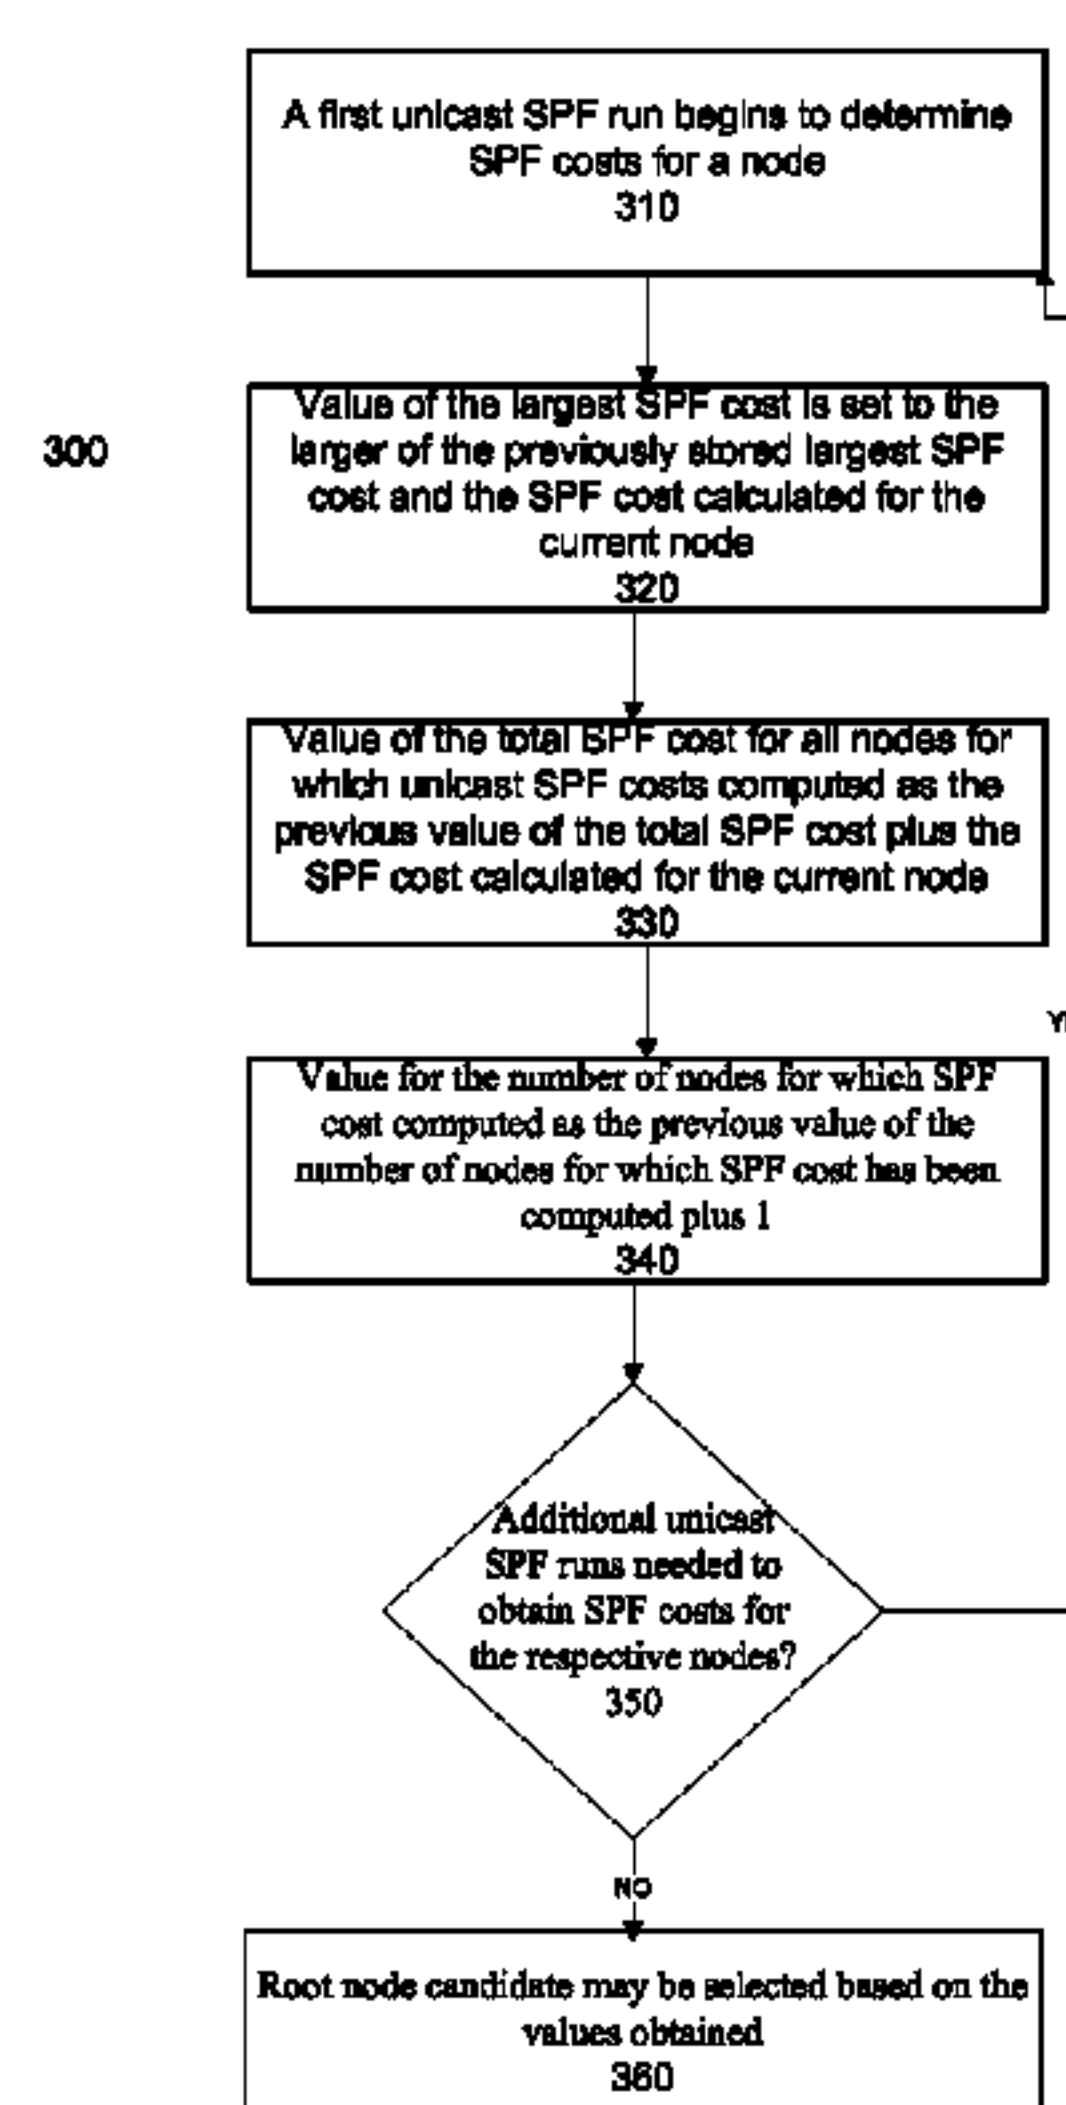 A first unicast SPF run begins to determine
SPF costs for a node
310
300
Value of the largest SPF cost is set to the
larger of the previously stored largest SPF
cost and the SPF cost calculated for the
current node
320
Value of the total SPF cost for all nodes for
which unicast SPF costs computed as the
previous value of the total SPF cost plus the
SPF cost calculated for the current node
330
Value for the number of nodes for which SPF
cost computed as the previous value of the
number of nodes for which SPF cost has been
computed plus 1
340
Additional unicast
SPF runs needed to
obtain SPF costs for
the respective nodes?
350
NO
Root node candidate may be selected based on the
values obtained
360